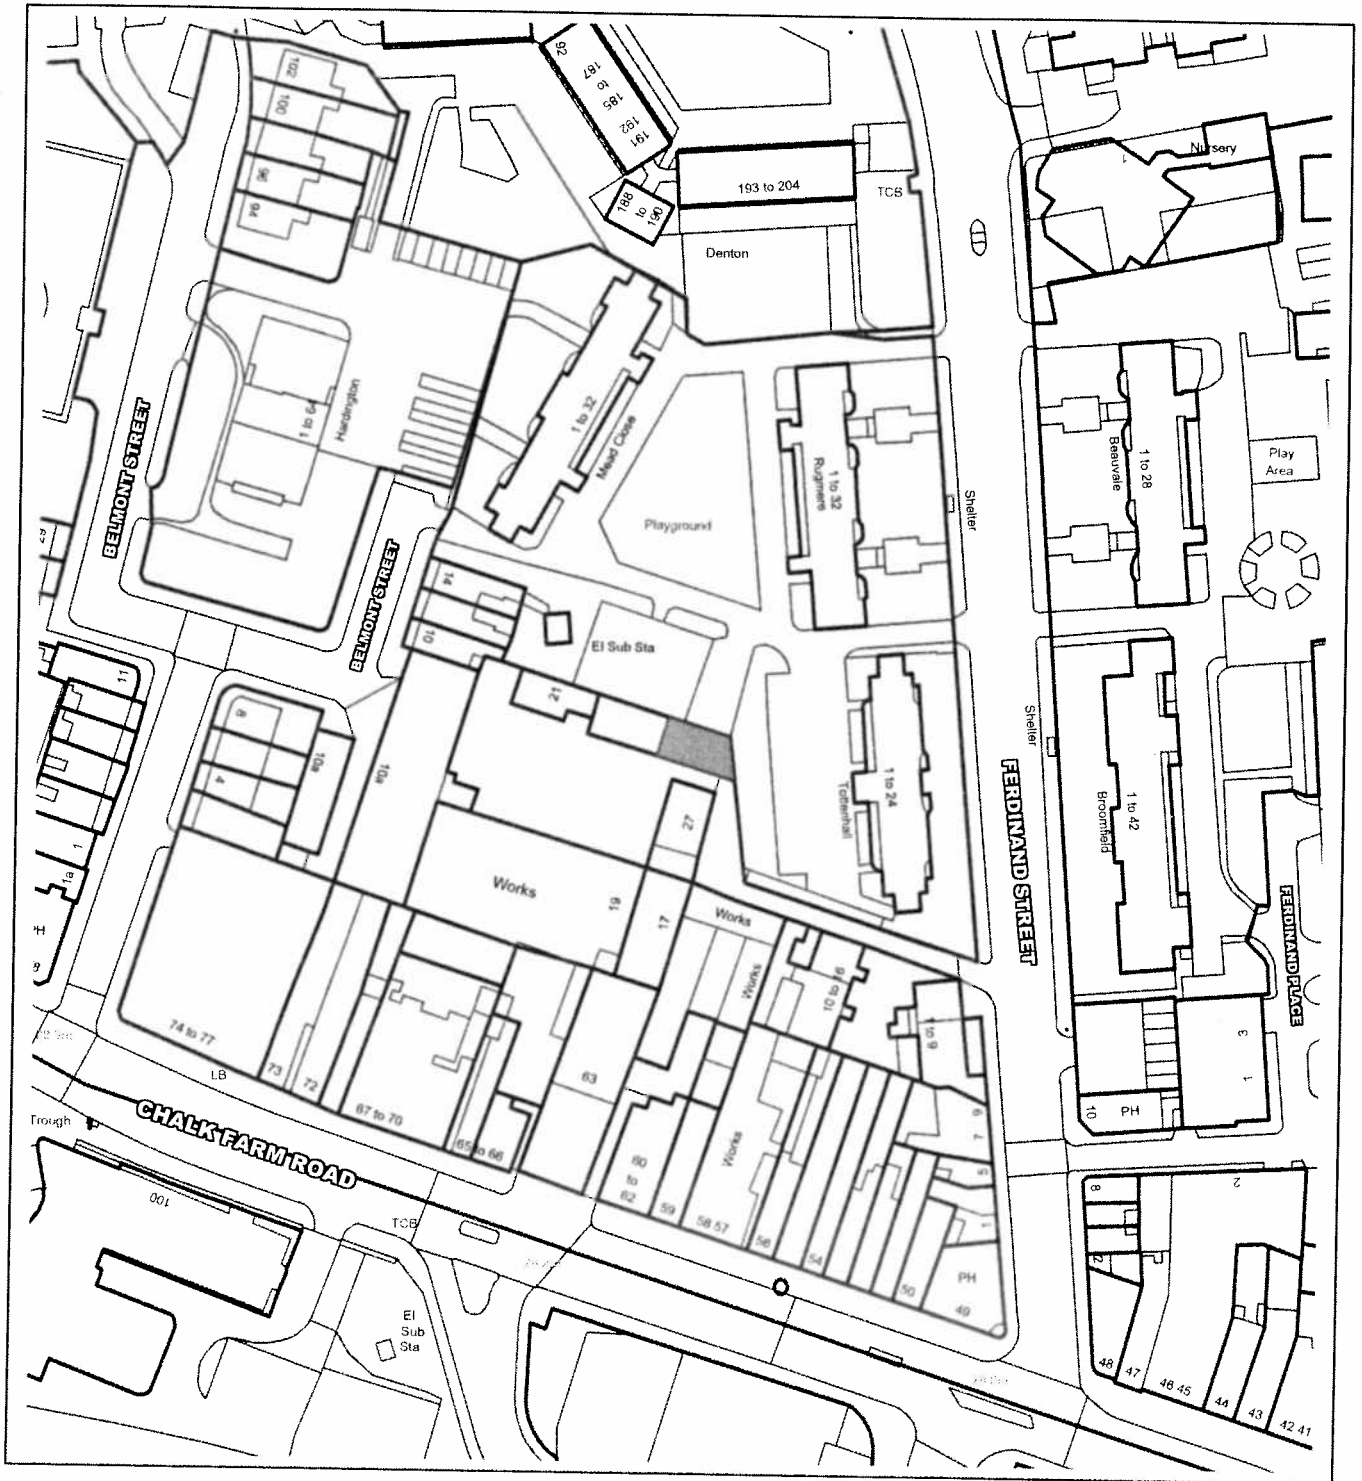 102
100
96
94
92
187
to
185
192
191
188
to
190
193 to 204
TCB
Denton
Nursery
1
1 to 64
Hardington
1 to 32
Mead Close
Playground
1 to 32
Rugmere
Shelter
1 to 28
Beauvale
Play
Area
BELMONT STREET
BELMONT STREET
14
10
El Sub Sta
21
11
8
4
10a
10a
1
1a
PH
27
Works
19
17
Works
Works
1 to 24
Tottenhall
10 to 16
1 to 9
FERDINAND STREET
Shelter
1 to 42
Broomfield
FERDINAND PLACE
3
1
10
PH
74 to 77
73
72
LB
67 to 70
65 to 66
63
60
to
62
59
58 57
Works
56
54
50
PH
49
9
7
5
1
8
2
2
48
47
46 45
44
43
42 41
Trough
CHALK FARM ROAD
100
TCB
El
Sub
Sta